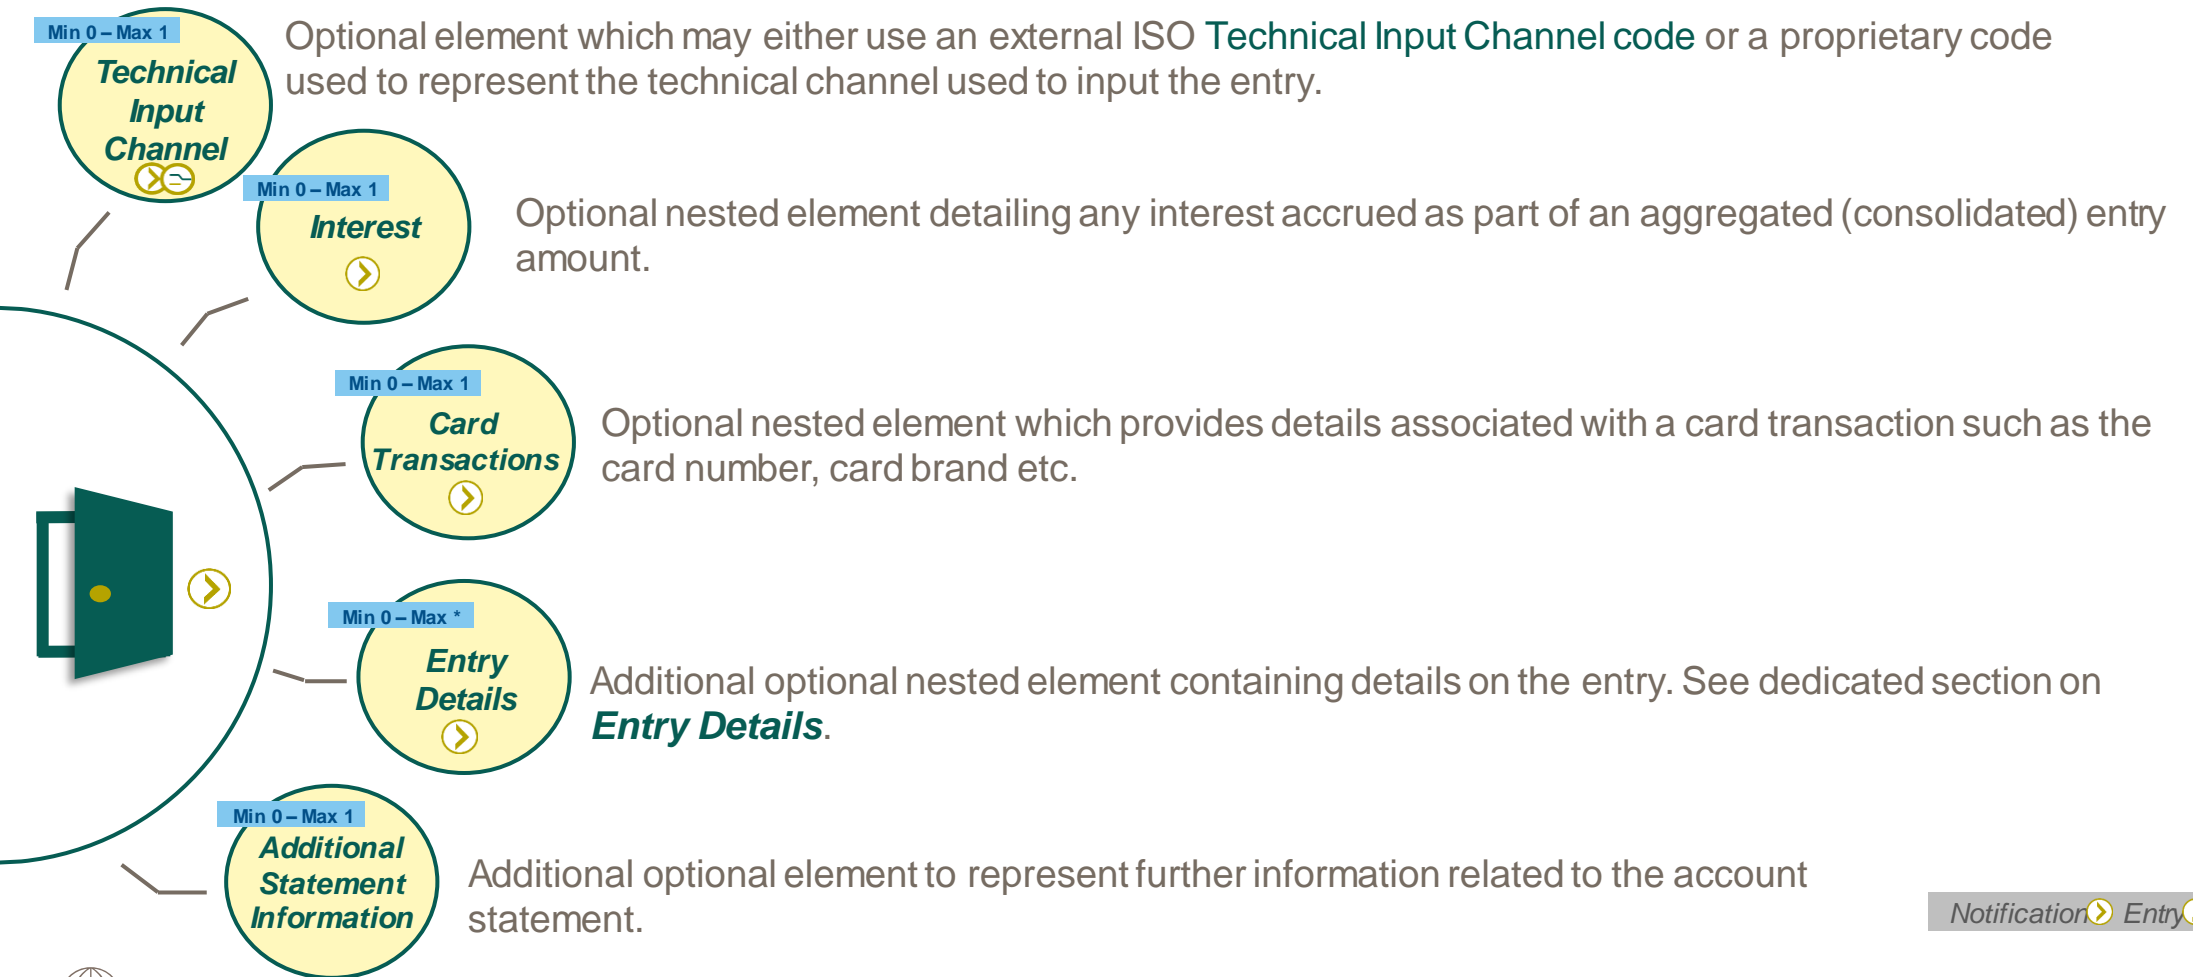 Min 0 – Max 1
Technical
Input
Channel
Optional element which may either use an external ISO Technical Input Channel code or a proprietary code
used to represent the technical channel used to input the entry.
Min 0 – Max 1
Interest
Optional nested element detailing any interest accrued as part of an aggregated (consolidated) entry
amount.
Min 0 – Max 1
Card
Transactions
Optional nested element which provides details associated with a card transaction such as the
card number, card brand etc.
Min 0 – Max *
Entry
Details
Additional optional nested element containing details on the entry. See dedicated section on
Entry Details.
Min 0 – Max 1
Additional
Statement
Information
Additional optional element to represent further information related to the account
statement.
Notification Entry